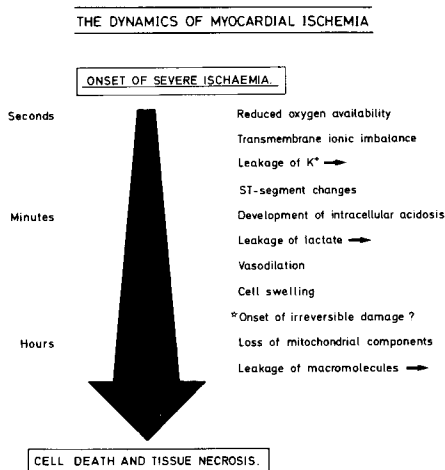 THE DYNAMICS OF MYOCARDIAL ISCHEMIA
ONSET OF SEVERE ISCHAEMIA.
Seconds
Reduced oxygen availability
Transmembrane ionic imbalance
Leakage of K⁺ →
ST-segment changes
Minutes
Development of intracellular acidosis
Leakage of lactate →
Vasodilation
Cell swelling
*Onset of irreversible damage ?
Hours
Loss of mitochondrial components
Leakage of macromolecules →
CELL DEATH AND TISSUE NECROSIS.